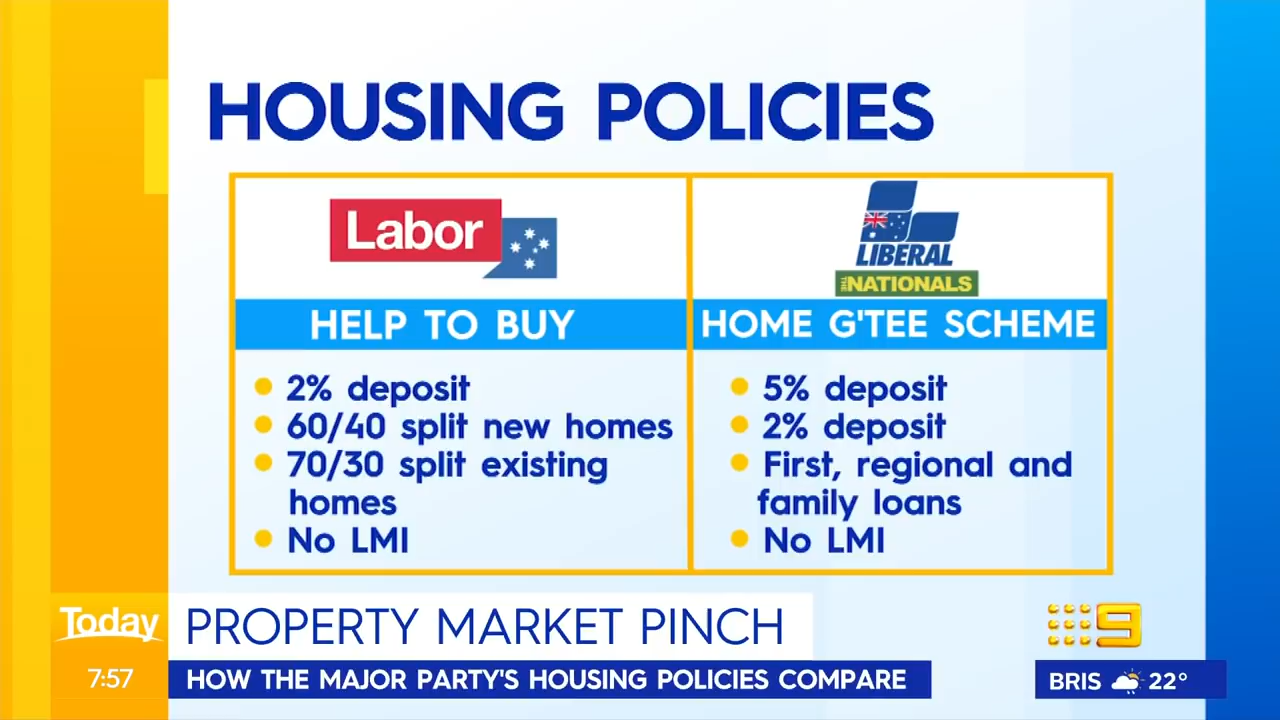 HOUSING POLICIES
Labor
LIBERAL
THE NATIONALS
HELP TO BUY
HOME G'TEE SCHEME
2% deposit
60/40 split new homes
70/30 split existing
homes
No LMI
5% deposit
2% deposit
First, regional and
family loans
No LMI
Today
PROPERTY MARKET PINCH
9
7:57
HOW THE MAJOR PARTY'S HOUSING POLICIES COMPARE
BRIS 22°